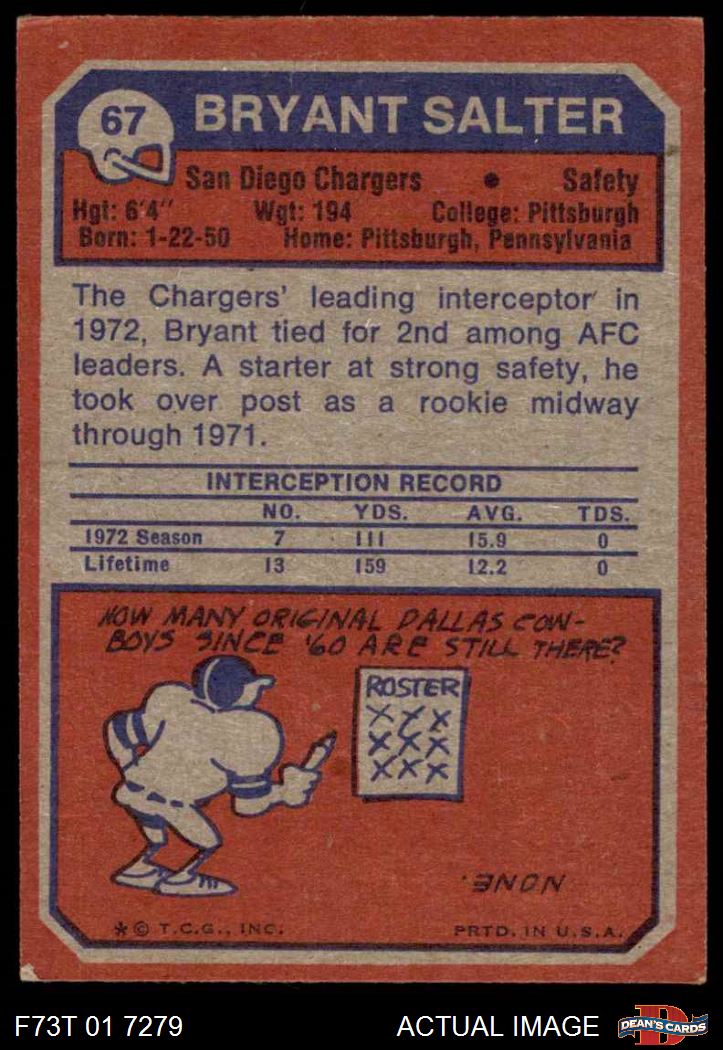 67 BRYANT SALTER
San Diego Chargers • Safety
Hgt: 6'4" Wgt: 194 College: Pittsburgh
Born: 1-22-50 Home: Pittsburgh, Pennsylvania
The Chargers' leading interceptor in
1972, Bryant tied for 2nd among AFC
leaders. A starter at strong safety, he
took over post as a rookie midway
through 1971.
INTERCEPTION RECORD
NO. YDS. AVG. TDS.
1972 Season 7 111 15.9 0
Lifetime 13 159 12.2 0
HOW MANY ORIGINAL DALLAS COW-
BOYS SINCE '60 ARE STILL THERE?
ROSTER
X X X
X X X
X X X
NONE.
* © T.C.G., INC. PRTD. IN U.S.A.
F73T 01 7279 ACTUAL IMAGE D DEAN'S CARDS